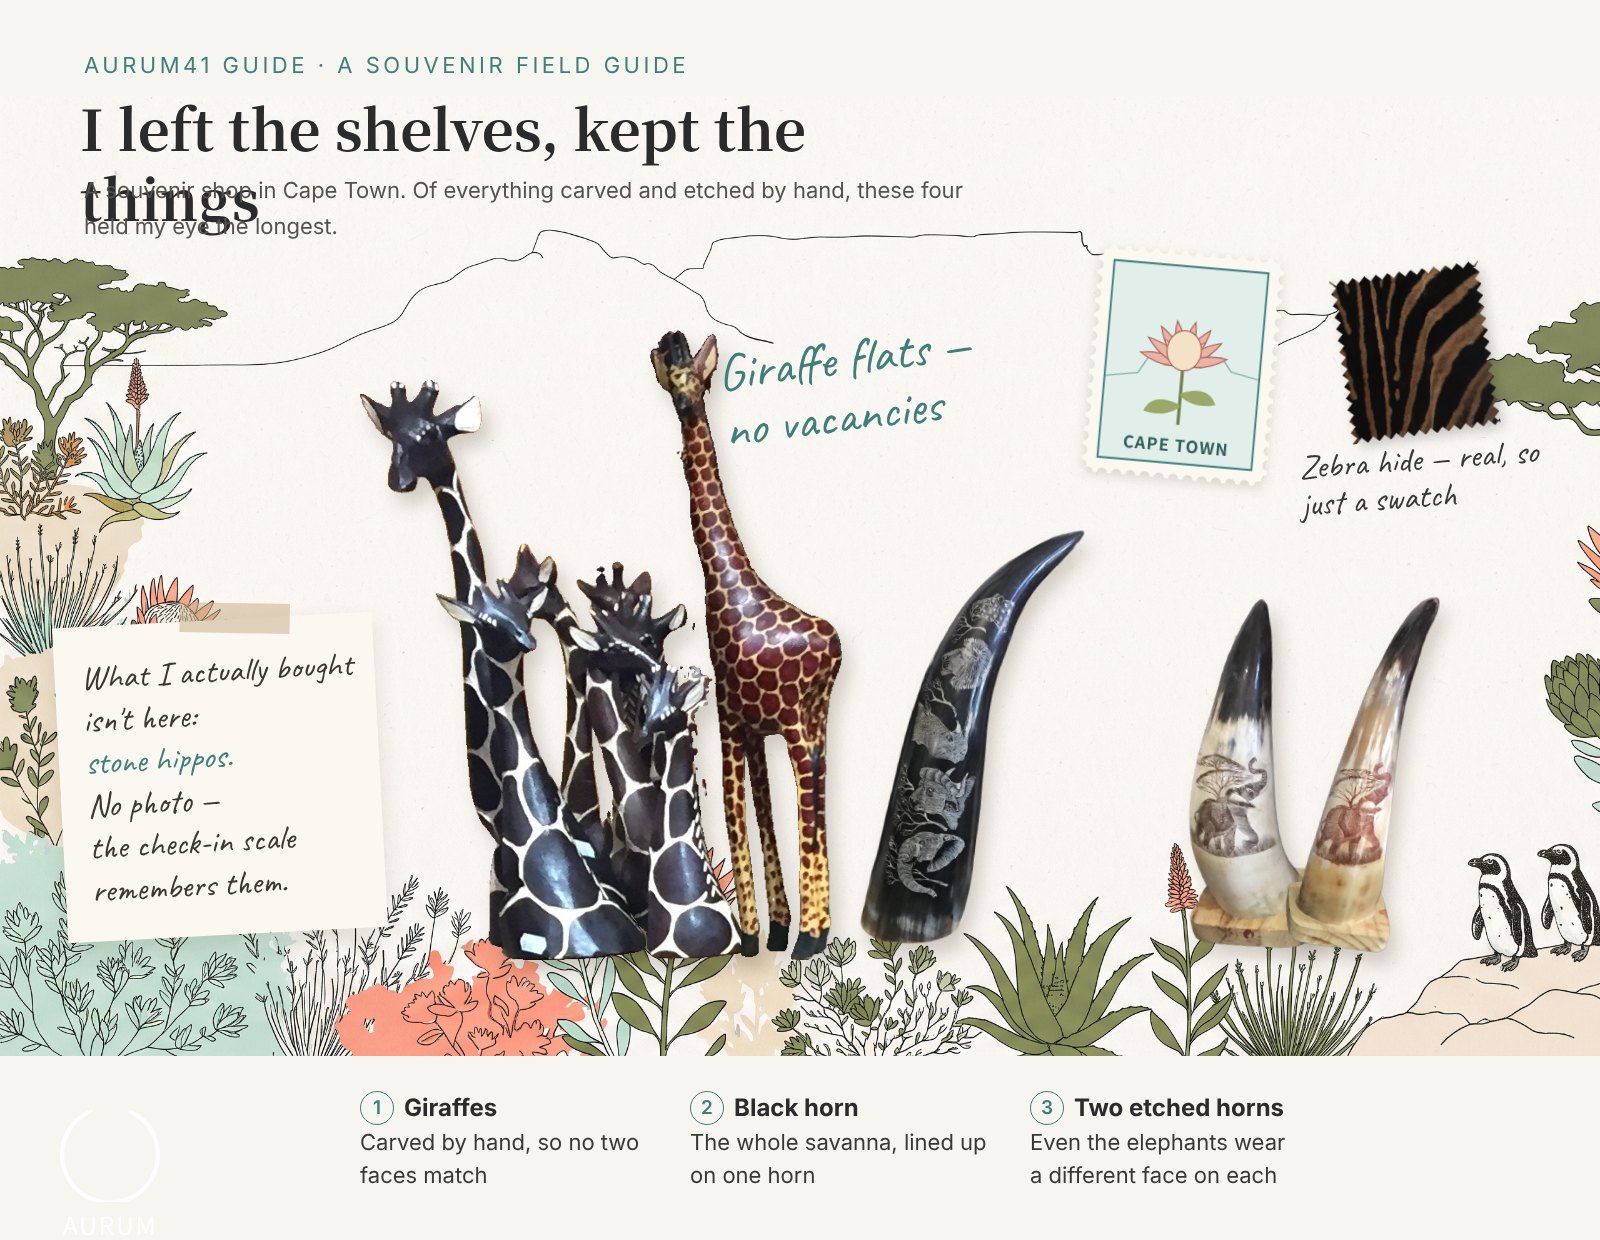 AURUM41 GUIDE · A SOUVENIR FIELD GUIDE
I left the shelves, kept the
things
A souvenir shop in Cape Town. Of everything carved and etched by hand, these four
held my eye the longest.
Giraffe flats –
no vacancies
CAPE TOWN
Zebra hide – real, so
just a swatch
What I actually bought
isn't here:
stone hippos.
No photo –
the check-in scale
remembers them.
1 Giraffes
Carved by hand, so no two
faces match
2 Black horn
The whole savanna, lined up
on one horn
3 Two etched horns
Even the elephants wear
a different face on each
AURUM